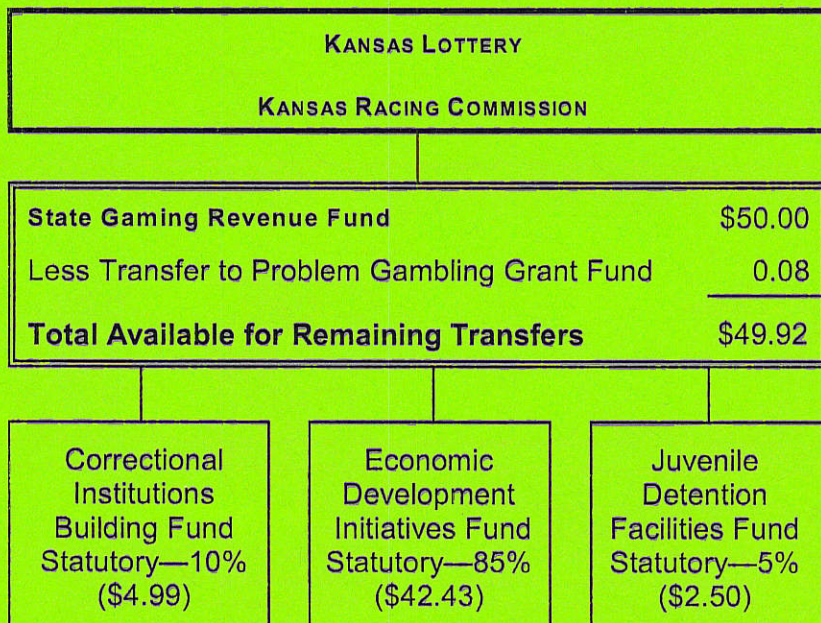 KANSAS LOTTERY
KANSAS RACING COMMISSION
State Gaming Revenue Fund $50.00
Less Transfer to Problem Gambling Grant Fund 0.08
Total Available for Remaining Transfers $49.92
Correctional
Institutions
Building Fund
Statutory—10%
($4.99)
Economic
Development
Initiatives Fund
Statutory—85%
($42.43)
Juvenile
Detention
Facilities Fund
Statutory—5%
($2.50)